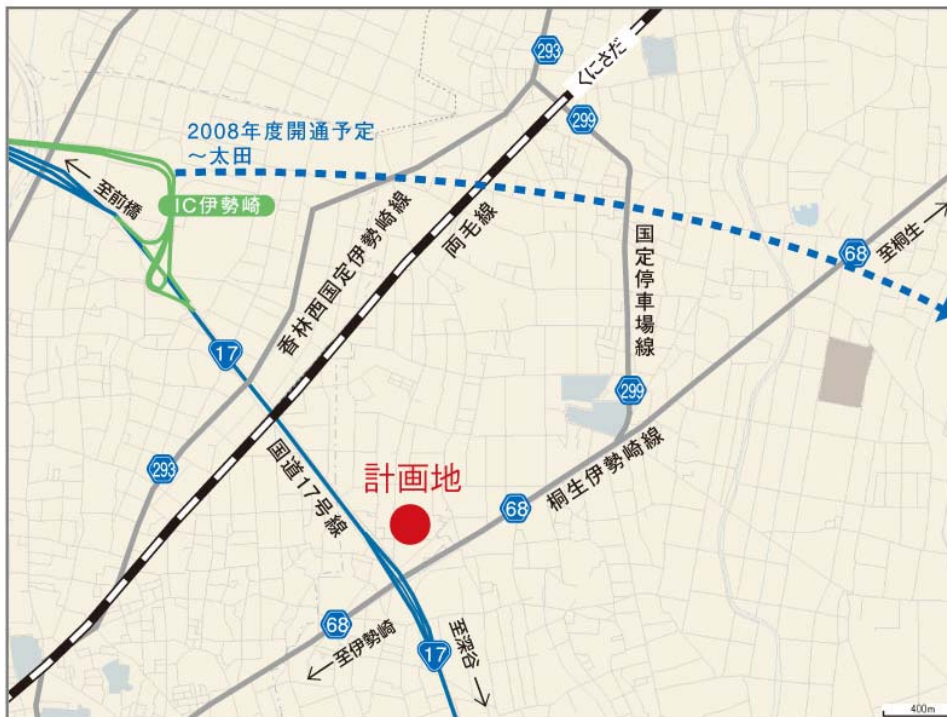 293
くにさだ
299
2008年度開通予定
～太田
至前橋
IC伊勢崎
香林西国定伊勢崎線
両毛線
国定停車場線
68
至桐生
17
299
293
国道17号線
計画地
桐生伊勢崎線
68
68
至伊勢崎
17
至深谷
400m